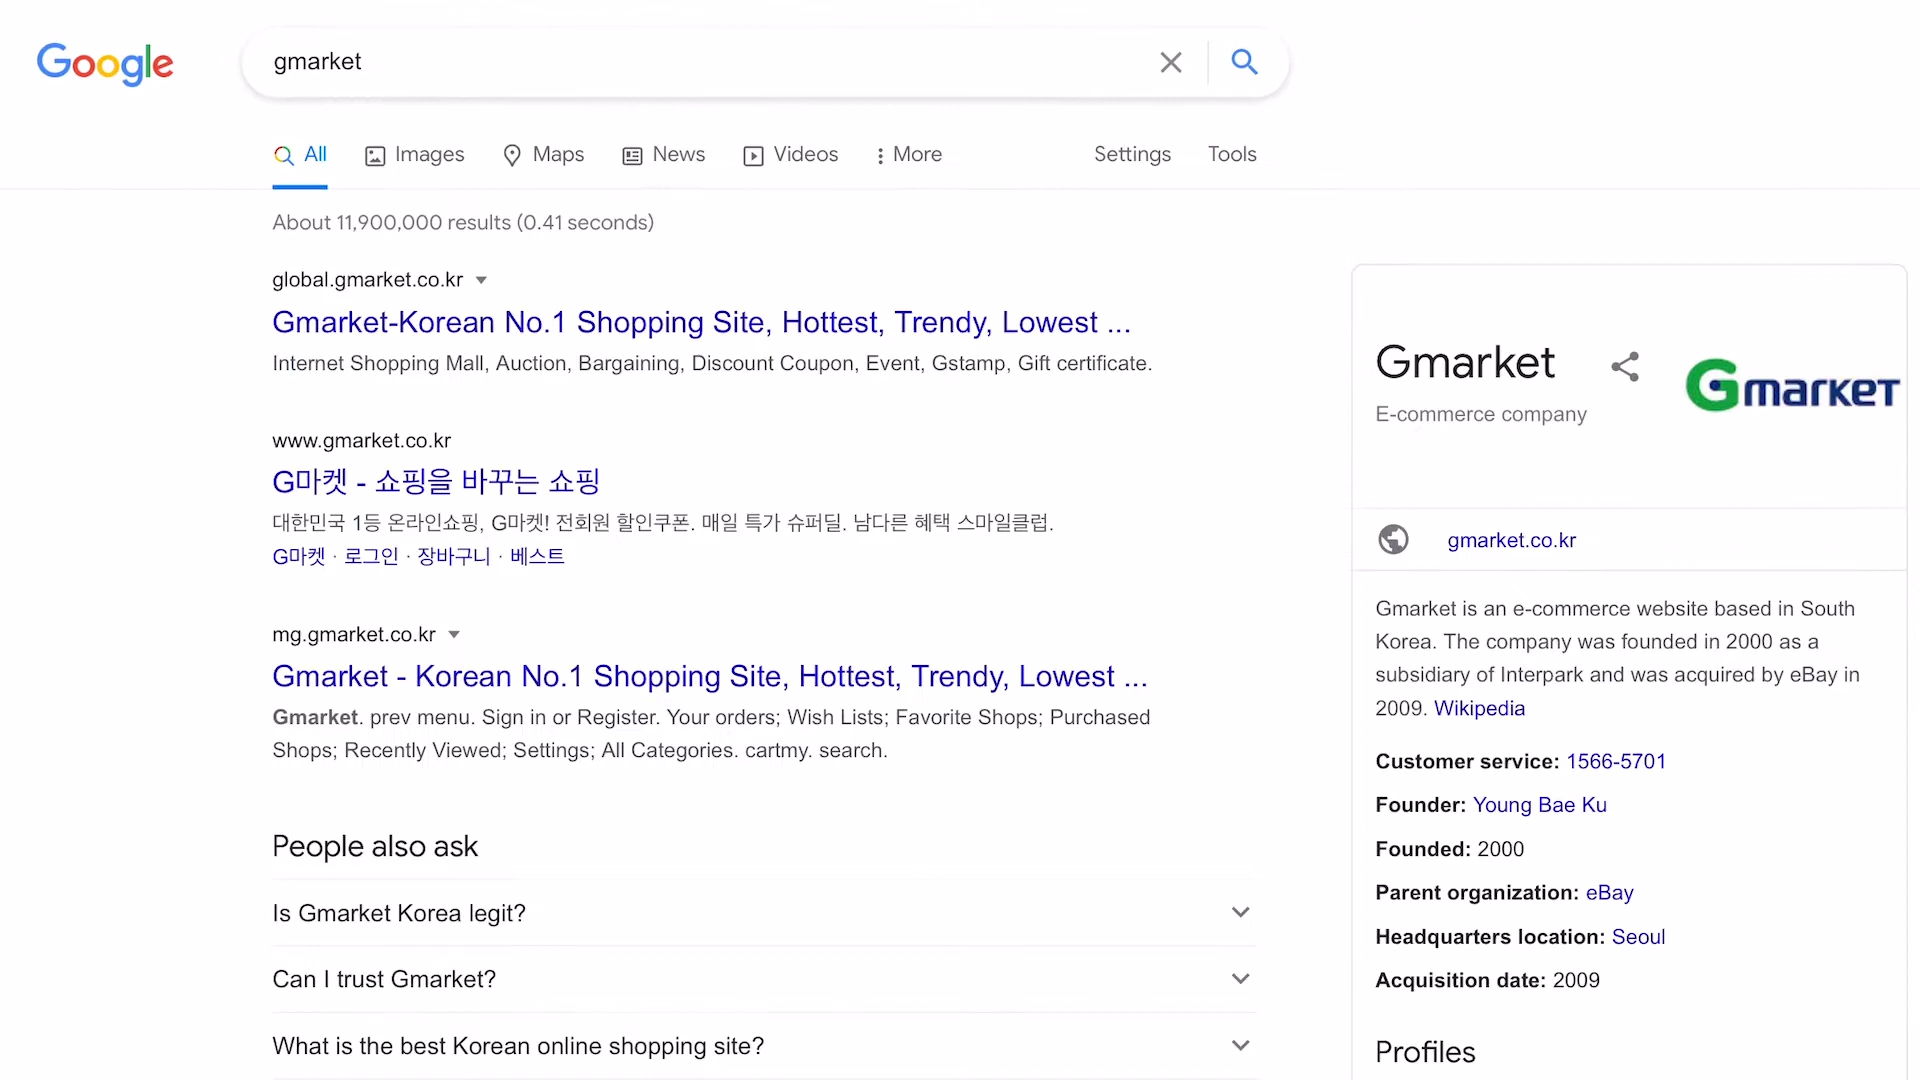 Google
gmarket
All Images Maps News Videos More Settings Tools
About 11,900,000 results (0.41 seconds)
global.gmarket.co.kr
Gmarket-Korean No.1 Shopping Site, Hottest, Trendy, Lowest ...
Internet Shopping Mall, Auction, Bargaining, Discount Coupon, Event, Gstamp, Gift certificate.
www.gmarket.co.kr
G마켓 - 쇼핑을 바꾸는 쇼핑
대한민국 1등 온라인쇼핑, G마켓! 전회원 할인쿠폰. 매일 특가 슈퍼딜. 남다른 혜택 스마일클럽.
G마켓 · 로그인 · 장바구니 · 베스트
mg.gmarket.co.kr
Gmarket - Korean No.1 Shopping Site, Hottest, Trendy, Lowest ...
Gmarket. prev menu. Sign in or Register. Your orders; Wish Lists; Favorite Shops; Purchased
Shops; Recently Viewed; Settings; All Categories. cartmy. search.
People also ask
Is Gmarket Korea legit?
Can I trust Gmarket?
What is the best Korean online shopping site?
Gmarket
E-commerce company
Gmarket
gmarket.co.kr
Gmarket is an e-commerce website based in South
Korea. The company was founded in 2000 as a
subsidiary of Interpark and was acquired by eBay in
2009. Wikipedia
Customer service: 1566-5701
Founder: Young Bae Ku
Founded: 2000
Parent organization: eBay
Headquarters location: Seoul
Acquisition date: 2009
Profiles